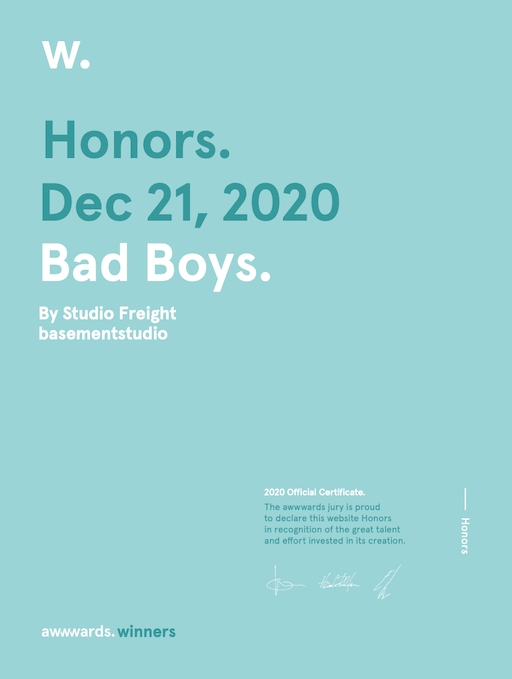 w.
Honors.
Dec 21, 2020
Bad Boys.
By Studio Freight
basementstudio
2020 Official Certificate.
The awwwards jury is proud
to declare this website Honors
in recognition of the great talent
and effort invested in its creation.
Honors
awwwards.winners